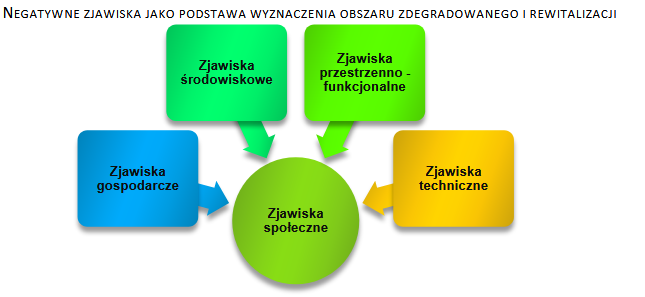 NEGATYWNE ZJAWISKA JAKO PODSTAWA WYZNACZENIA OBSZARU ZDEGRADOWANEGO I REWITALIZACJI
Zjawiska
środowiskowe
Zjawiska
przestrzenno -
funkcjonalne
Zjawiska
gospodarcze
Zjawiska
techniczne
Zjawiska
społeczne